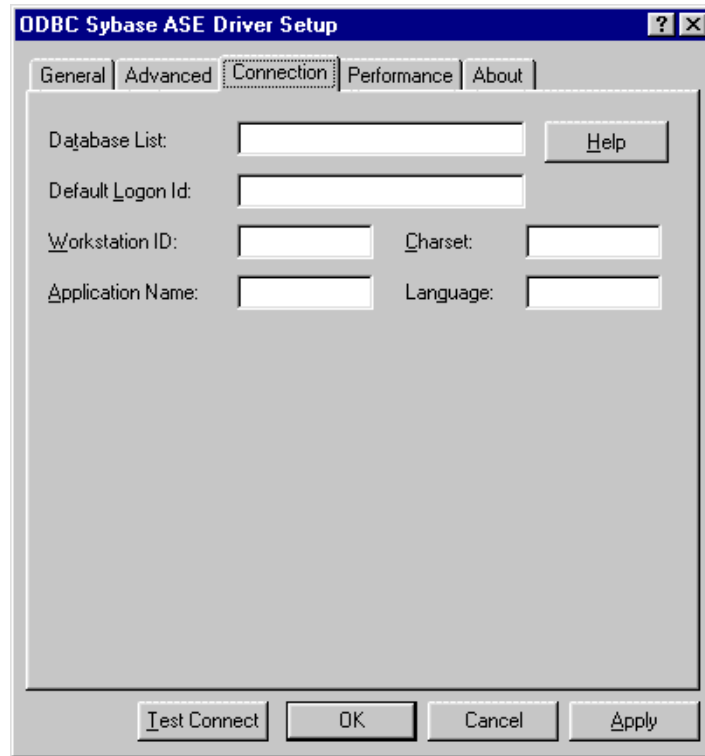 ODBC Sybase ASE Driver Setup
General Advanced Connection Performance About
Database List: Help
Default Logon Id:
Workstation ID: Charset:
Application Name: Language:
Test Connect OK Cancel Apply